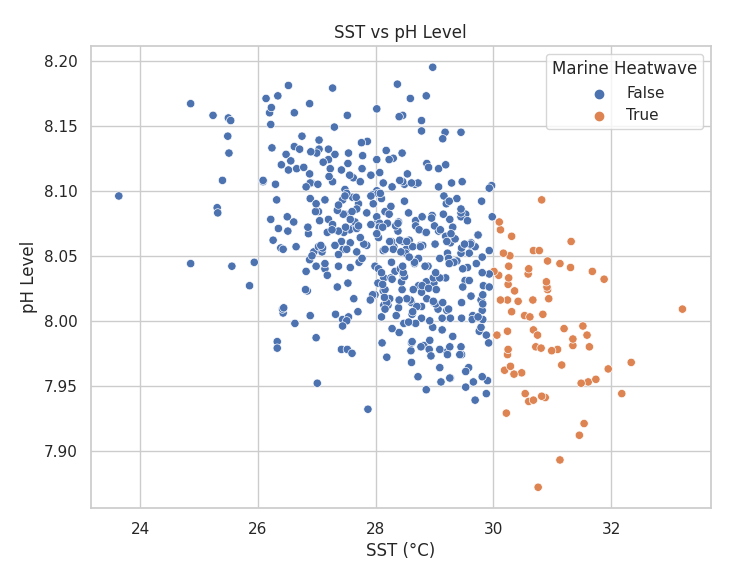 SST vs pH Level
Marine Heatwave
False
True
8.20
8.15
8.10
8.05
8.00
7.95
7.90
pH Level
24
26
28
30
32
SST (°C)